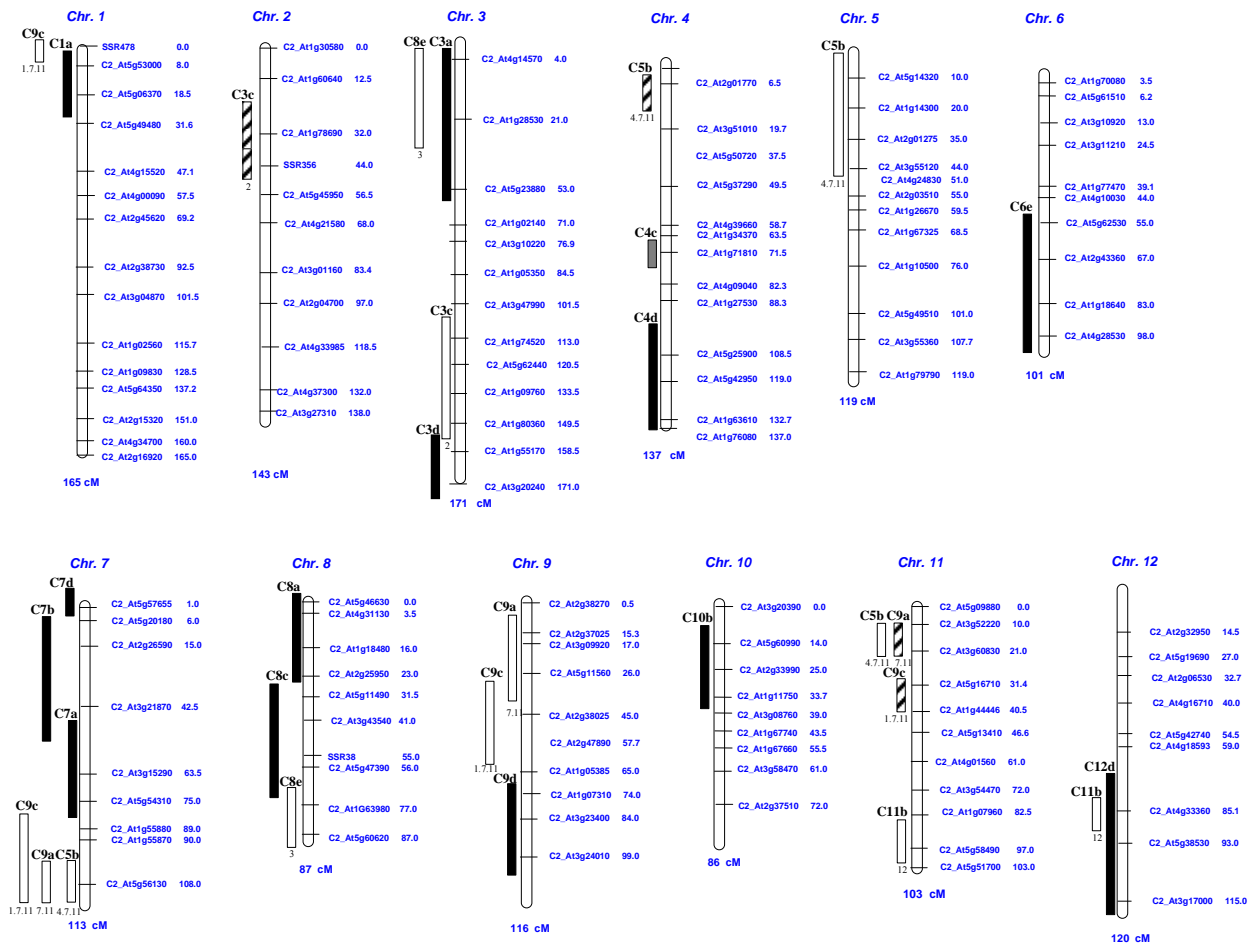 Chr. 1
C9c
1.7.11
C1a
SSR478 0.0
C2_At5g53000 8.0
C2_At5g06370 18.5
C2_At5g49480 31.6
C2_At4g15520 47.1
C2_At4g00090 57.5
C2_At2g45620 69.2
C2_At2g38730 92.5
C2_At3g04870 101.5
C2_At1g02560 115.7
C2_At1g09830 128.5
C2_At5g64350 137.2
C2_At2g15320 151.0
C2_At4g34700 160.0
C2_At2g16920 165.0
165 cM
Chr. 2
C3c
2
C2_At1g30580 0.0
C2_At1g60640 12.5
C2_At1g78690 32.0
SSR356 44.0
C2_At5g45950 56.5
C2_At4g21580 68.0
C2_At3g01160 83.4
C2_At2g04700 97.0
C2_At4g33985 118.5
C2_At4g37300 132.0
C2_At3g27310 138.0
143 cM
Chr. 3
C8e
3
C3a
C3c
2
C3d
C2_At4g14570 4.0
C2_At1g28530 21.0
C2_At5g23880 53.0
C2_At1g02140 71.0
C2_At3g10220 76.9
C2_At1g05350 84.5
C2_At3g47990 101.5
C2_At1g74520 113.0
C2_At5g62440 120.5
C2_At1g09760 133.5
C2_At1g80360 149.5
C2_At1g55170 158.5
C2_At3g20240 171.0
171 cM
Chr. 4
C5b
4.7.11
C4c
C4d
C2_At2g01770 6.5
C2_At3g51010 19.7
C2_At5g50720 37.5
C2_At5g37290 49.5
C2_At4g39660 58.7
C2_At1g34370 63.5
C2_At1g71810 71.5
C2_At4g09040 82.3
C2_At1g27530 88.3
C2_At5g25900 108.5
C2_At5g42950 119.0
C2_At1g63610 132.7
C2_At1g76080 137.0
137 cM
Chr. 5
C5b
4.7.11
C2_At5g14320 10.0
C2_At1g14300 20.0
C2_At2g01275 35.0
C2_At3g55120 44.0
C2_At4g24830 51.0
C2_At2g03510 55.0
C2_At1g26670 59.5
C2_At1g67325 68.5
C2_At1g10500 76.0
C2_At5g49510 101.0
C2_At3g55360 107.7
C2_At1g79790 119.0
119 cM
Chr. 6
C6e
C2_At1g70080 3.5
C2_At5g61510 6.2
C2_At3g10920 13.0
C2_At3g11210 24.5
C2_At1g77470 39.1
C2_At4g10030 44.0
C2_At5g62530 55.0
C2_At2g43360 67.0
C2_At1g18640 83.0
C2_At4g28530 98.0
101 cM
Chr. 7
C7d
C7b
C7a
C9c
1.7.11
C9a
7.11
C5b
4.7.11
C2_At5g57655 1.0
C2_At5g20180 6.0
C2_At2g26590 15.0
C2_At3g21870 42.5
C2_At3g15290 63.5
C2_At5g54310 75.0
C2_At1g55880 89.0
C2_At1g55870 90.0
C2_At5g56130 108.0
113 cM
Chr. 8
C8a
C8c
C8e
3
C2_At5g46630 0.0
C2_At4g31130 3.5
C2_At1g18480 16.0
C2_At2g25950 23.0
C2_At5g11490 31.5
C2_At3g43540 41.0
SSR38 55.0
C2_At5g47390 56.0
C2_At1G63980 77.0
C2_At5g60620 87.0
87 cM
Chr. 9
C9a
7.11
C9c
1.7.11
C9d
C2_At2g38270 0.5
C2_At2g37025 15.3
C2_At3g09920 17.0
C2_At5g11560 26.0
C2_At2g38025 45.0
C2_At2g47890 57.7
C2_At1g05385 65.0
C2_At1g07310 74.0
C2_At3g23400 84.0
C2_At3g24010 99.0
116 cM
Chr. 10
C10b
C2_At3g20390 0.0
C2_At5g60990 14.0
C2_At2g33990 25.0
C2_At1g11750 33.7
C2_At3g08760 39.0
C2_At1g67740 43.5
C2_At1g67660 55.5
C2_At3g58470 61.0
C2_At2g37510 72.0
86 cM
Chr. 11
C5b
4.7.11
C9a
7.11
C9c
1.7.11
C11b
12
C2_At5g09880 0.0
C2_At3g52220 10.0
C2_At3g60830 21.0
C2_At5g16710 31.4
C2_At1g44446 40.5
C2_At5g13410 46.6
C2_At4g01560 61.0
C2_At3g54470 72.0
C2_At1g07960 82.5
C2_At5g58490 97.0
C2_At5g51700 103.0
103 cM
Chr. 12
C12d
C11b
12
C2_At2g32950 14.5
C2_At5g19690 27.0
C2_At2g06530 32.7
C2_At4g16710 40.0
C2_At5g42740 54.5
C2_At4g18593 59.0
C2_At4g33360 85.1
C2_At5g38530 93.0
C2_At3g17000 115.0
120 cM